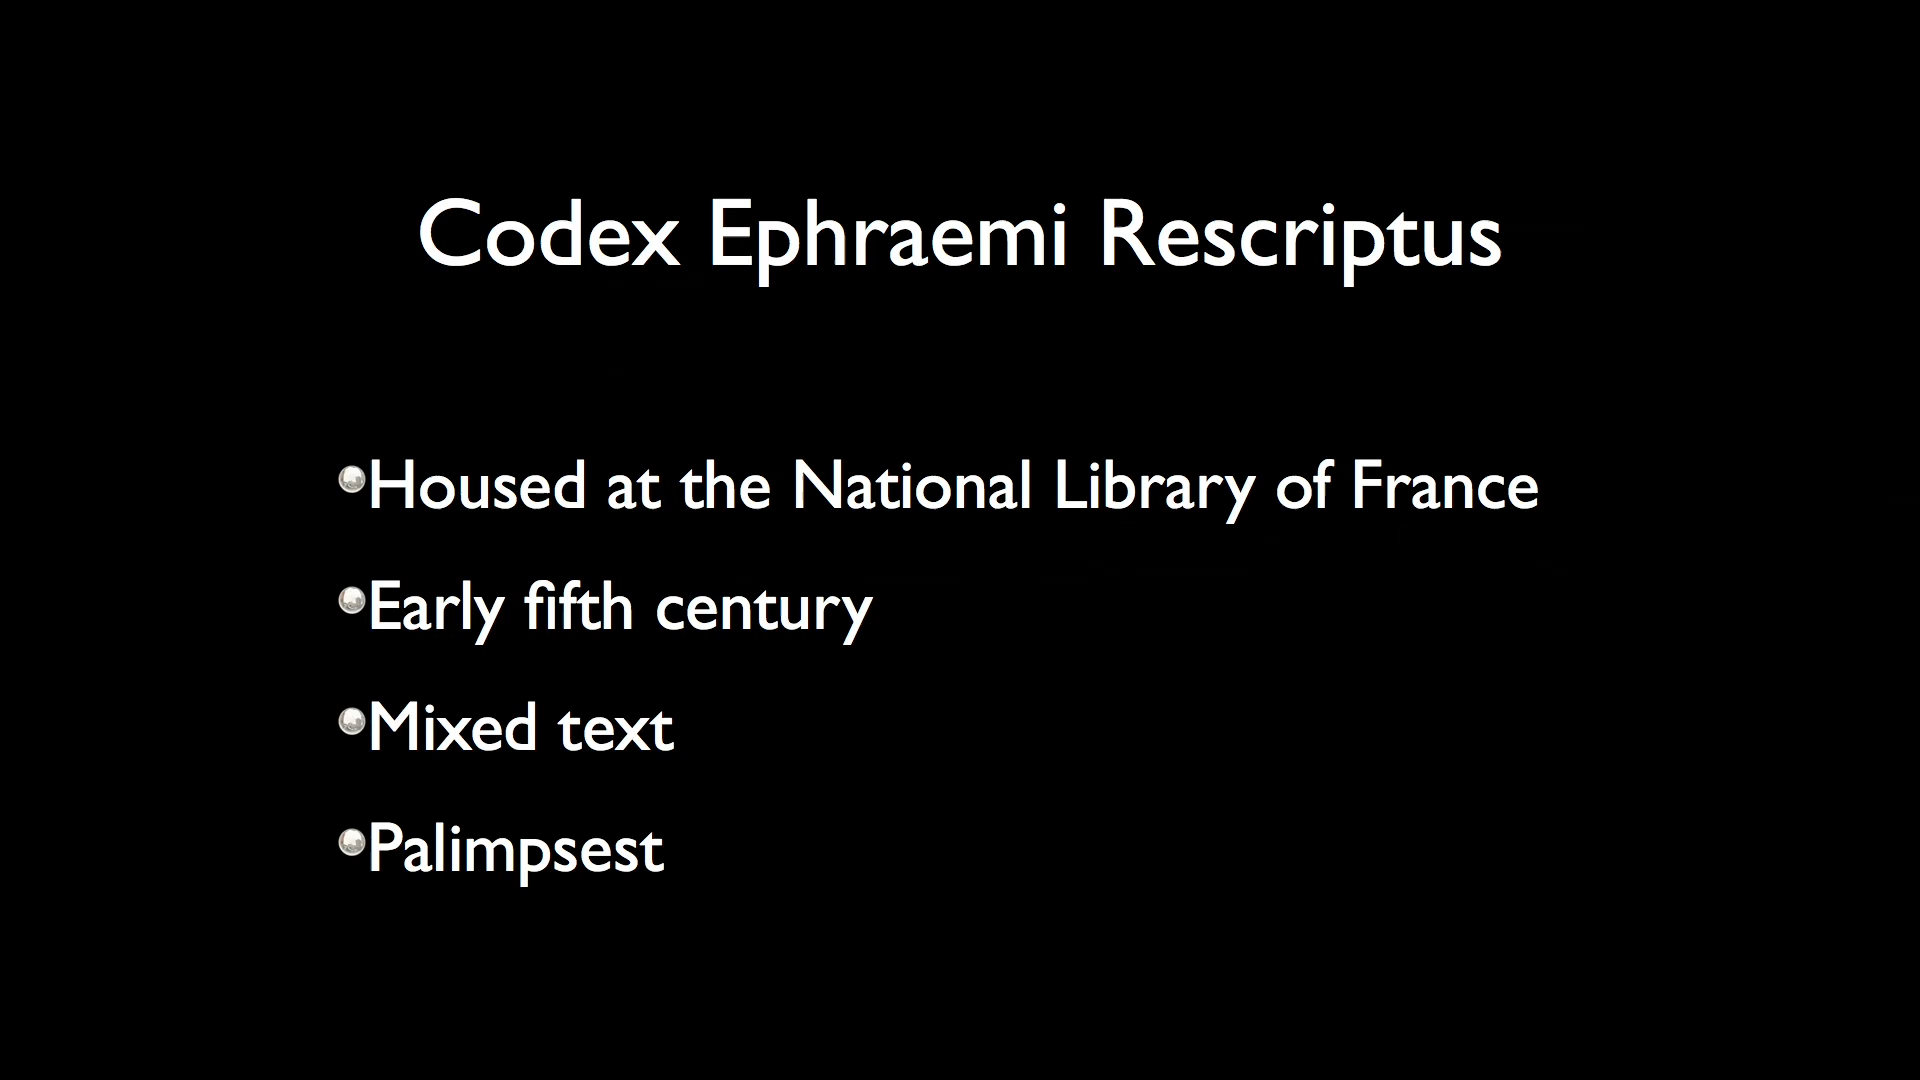 Codex Ephraemi Rescriptus
Housed at the National Library of France
Early fifth century
Mixed text
Palimpsest